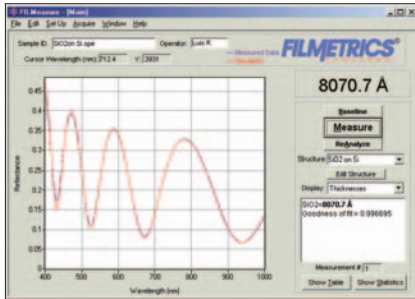 FILMeasure - [Main]
File Edit SetUp Acquire Window Help
Sample ID: SiO2on Si.spe Operator: Luis R.
Cursor Wavelength (nm): 712.4 Y: .3931
Measured Data
FILMETRICS
8070.7 Å
Baseline
Measure
ReAnalyze
Structure: SiO2 on Si
Edit Structure
Display: Thicknesses
SiO2=8070.7 Å
Goodness of fit = 0.996695
Measurement # 1
Show Table Show Statistics
Reflectance
0.45
0.4
0.35
0.3
0.25
0.2
0.15
0.1
0.05
0
400 500 600 700 800 900 1000
Wavelength (nm)